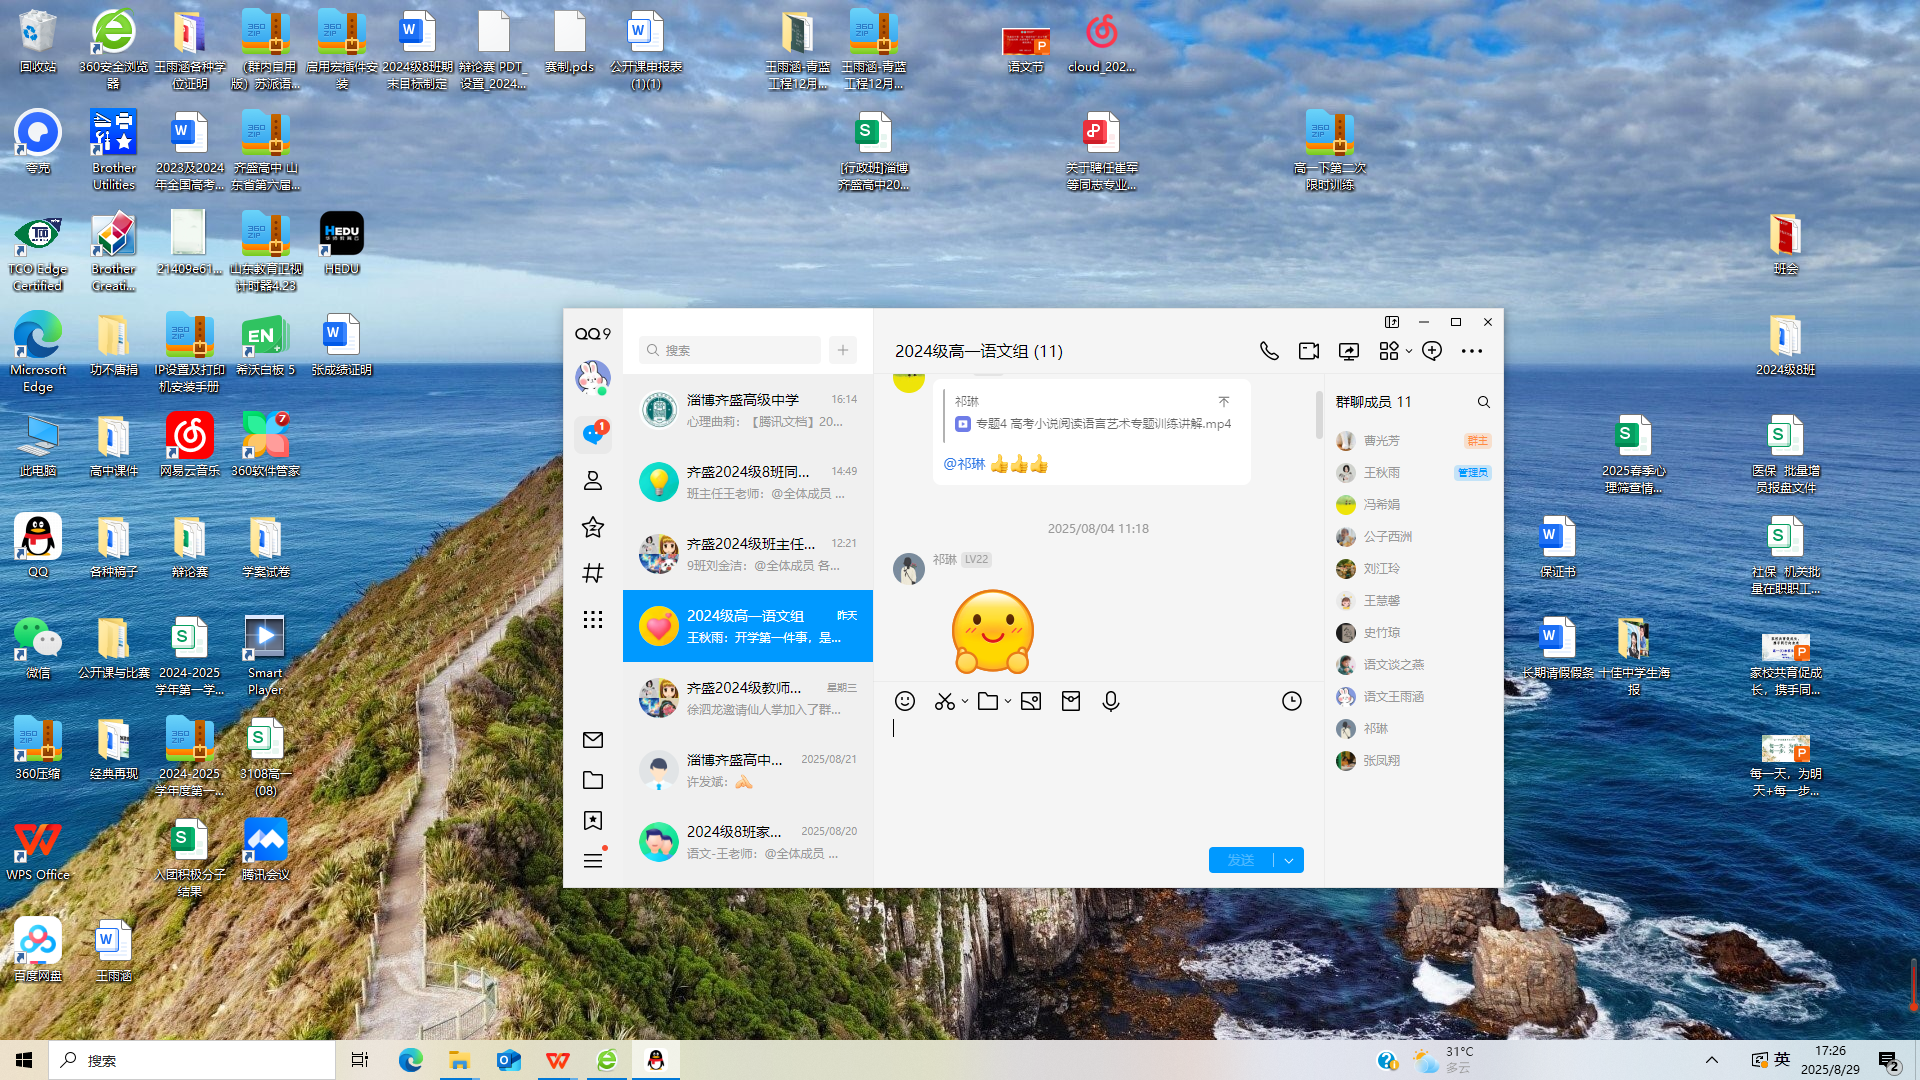 回收站
360安全浏览
器
王雨涵各种学
位证明
(群内自用
版）苏派语...
启用宏插件安
装
2024级8班期
末目标制定
辩论赛 PDT_
设置_2024...
赛制.pds
公开课申报表
(1)(1)
王雨涵-青蓝
工程12月...
王雨涵-青蓝
工程12月...
语文节
cloud_202...
夸克
Brother
Utilities
2023及2024
年全国高考...
齐盛高中 山
东省第六届...
[行政班]淄博
齐盛高中20...
关于聘任崔军
等同志专业...
高一下第二次
限时训练
TCO Edge
Certified
Brother
Creati...
21409e61...
山东教育卫视
计时器4.23
HEDU
班会
Microsoft
Edge
功不唐捐
IP设置及打印
机安装手册
希沃白板 5
张成绩证明
2024级8班
此电脑
高中课件
网易云音乐
360软件管家
2025春季心
理筛查情...
医保_批量增
员报盘文件
QQ
各种稿子
辩论赛
学案试卷
保证书
社保_机关批
量在职职工...
微信
公开课与比赛
2024-2025
学年第一学...
Smart
Player
长期请假假条
十佳中学生海
报
家校共育促成
长，携手同...
360压缩
经典再现
2024-2025
学年度第一...
3108高一
(08)
每一天，为明
天+每一步...
WPS Office
入团积极分子
结果
腾讯会议
百度网盘
王雨涵
QQ9
搜索
淄博齐盛高级中学
16:14
心理曲莉：【腾讯文档】20...
齐盛2024级8班同...
14:49
班主任王老师：@全体成员 ...
齐盛2024级班主任...
12:21
9班刘金洁：@全体成员 各...
2024级高一语文组
昨天
王秋雨：开学第一件事，是...
齐盛2024级教师...
星期三
徐泗龙邀请仙人掌加入了群...
淄博齐盛高中...
2025/08/21
许发斌：
2024级8班家...
2025/08/20
语文-王老师：@全体成员 ...
2024级高一语文组 (11)
祁琳
专题4 高考小说阅读语言艺术专题训练讲解.mp4
@祁琳
2025/08/04 11:18
祁琳 LV22
发送
群聊成员 11
曹光芳 群主
王秋雨 管理员
冯希娟
公子西洲
刘江玲
王慧馨
史竹琼
语文谈之燕
语文王雨涵
祁琳
张凤翔
搜索
31°C
多云
英
17:26
2025/8/29
2